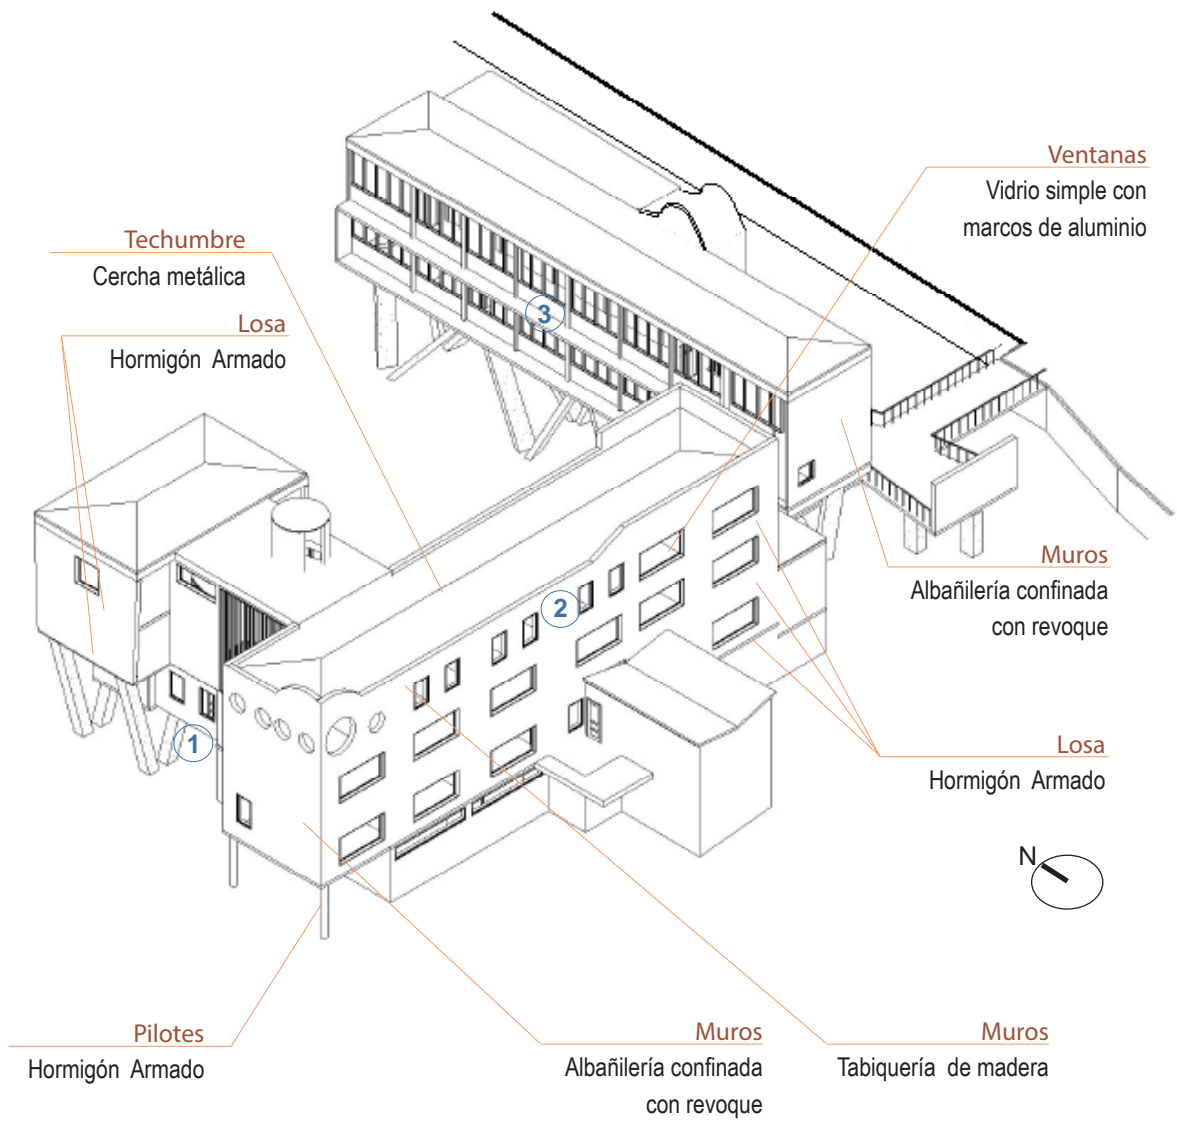 Ventanas
Vidrio simple con
marcos de aluminio
Techumbre
Cercha metálica
Losa
Hormigón Armado
3
2
1
Muros
Albañilería confinada
con revoque
Losa
Hormigón Armado
N
Pilotes
Hormigón Armado
Muros
Albañilería confinada
con revoque
Muros
Tabiquería de madera